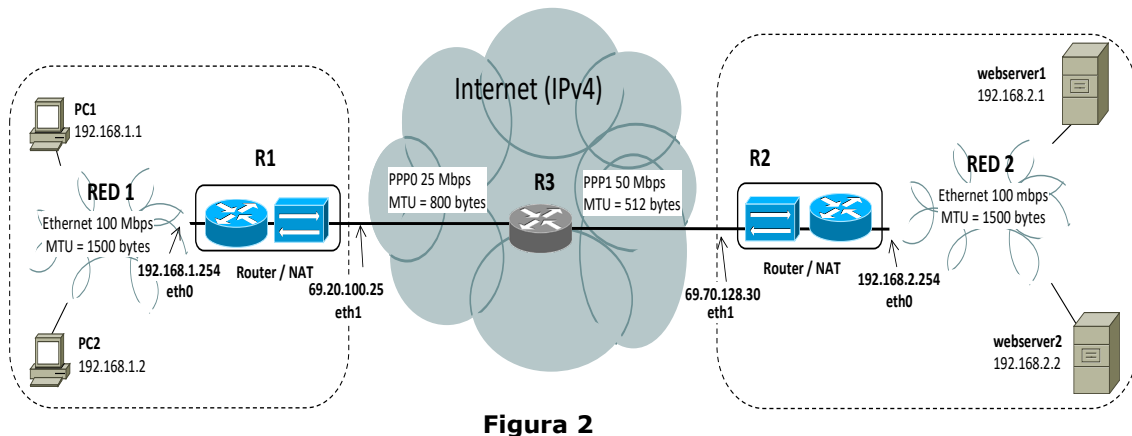 PC1
192.168.1.1
RED 1
Ethernet 100 Mbps
MTU = 1500 bytes
192.168.1.254
eth0
PC2
192.168.1.2
R1
Router / NAT
69.20.100.25
eth1
Internet (IPv4)
PPP0 25 Mbps
MTU = 800 bytes
R3
PPP1 50 Mbps
MTU = 512 bytes
69.70.128.30
eth1
R2
Router / NAT
192.168.2.254
eth0
webserver1
192.168.2.1
RED 2
Ethernet 100 Mbps
MTU = 1500 bytes
webserver2
192.168.2.2
Figura 2